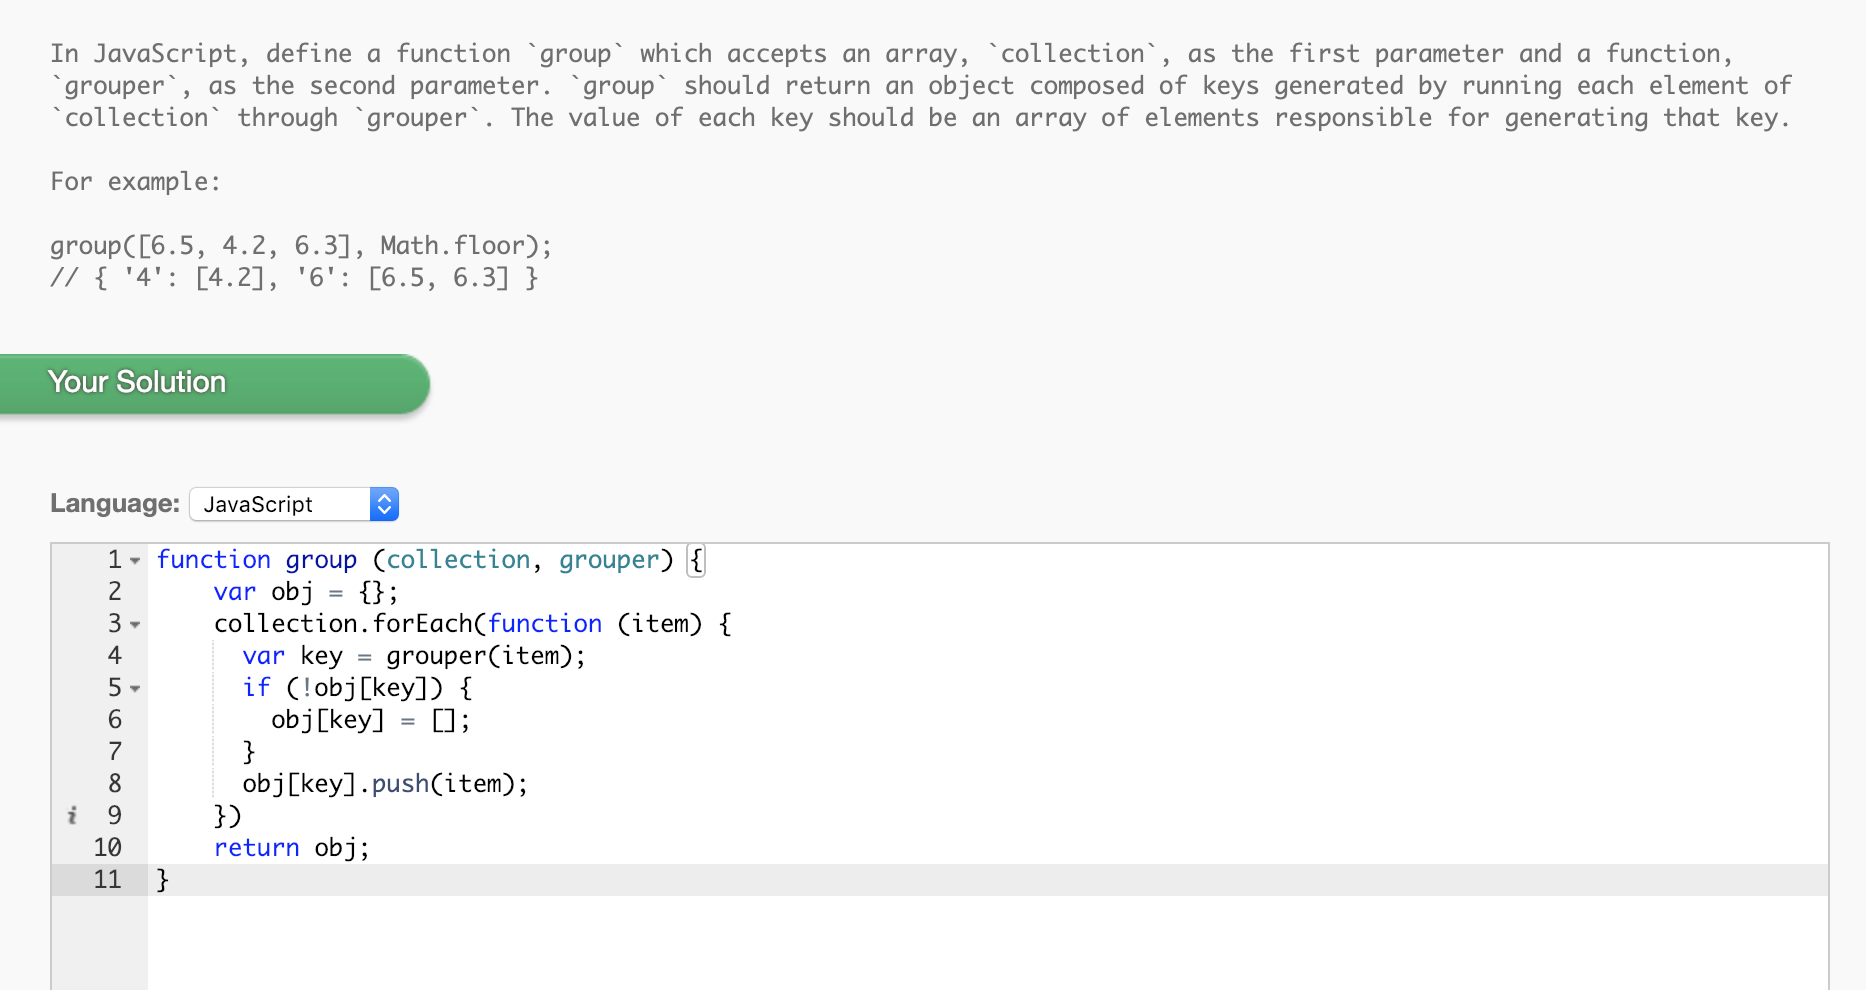 In JavaScript, define a function `group` which accepts an array, `collection`, as the first parameter and a function,
`grouper`, as the second parameter. `group` should return an object composed of keys generated by running each element of
`collection` through `grouper`. The value of each key should be an array of elements responsible for generating that key.
For example:
group([6.5, 4.2, 6.3], Math.floor);
// { '4': [4.2], '6': [6.5, 6.3] }
Your Solution
Language: JavaScript
1 function group (collection, grouper) {
2     var obj = {};
3     collection.forEach(function (item) {
4       var key = grouper(item);
5       if (!obj[key]) {
6         obj[key] = [];
7       }
8       obj[key].push(item);
i 9     })
10     return obj;
11 }